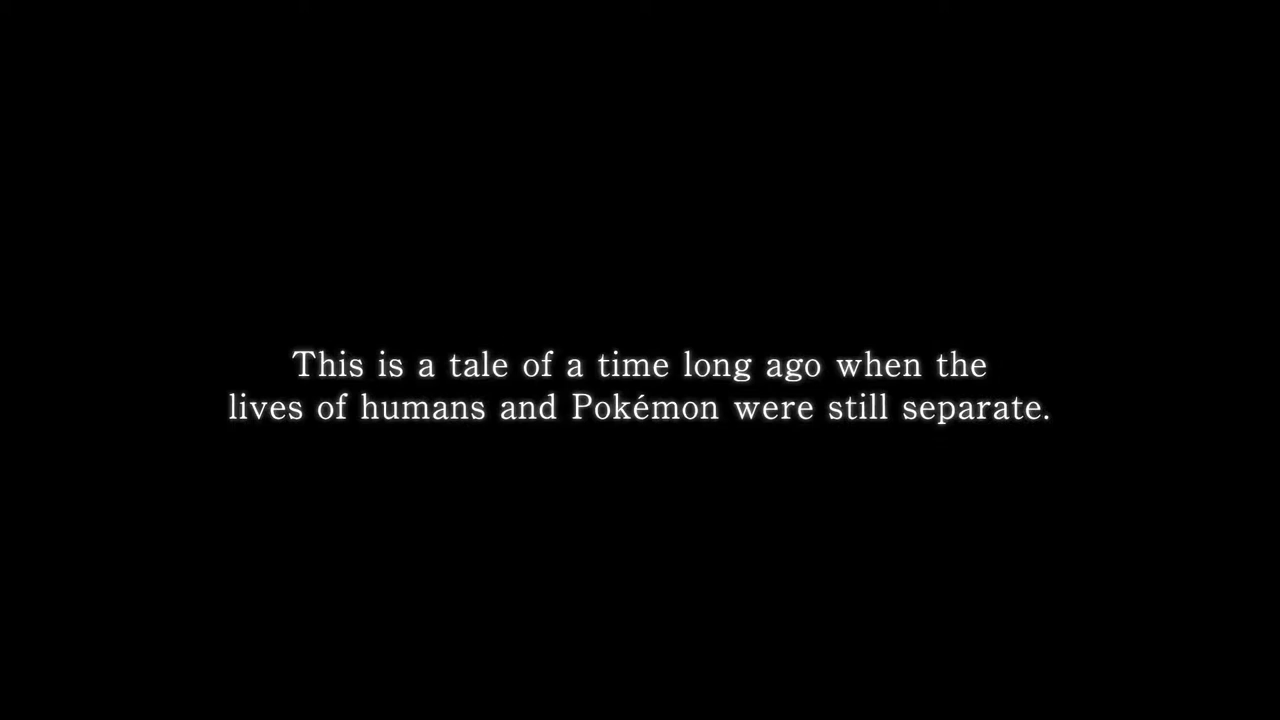 This is a tale of a time long ago when the
lives of humans and Pokémon were still separate.